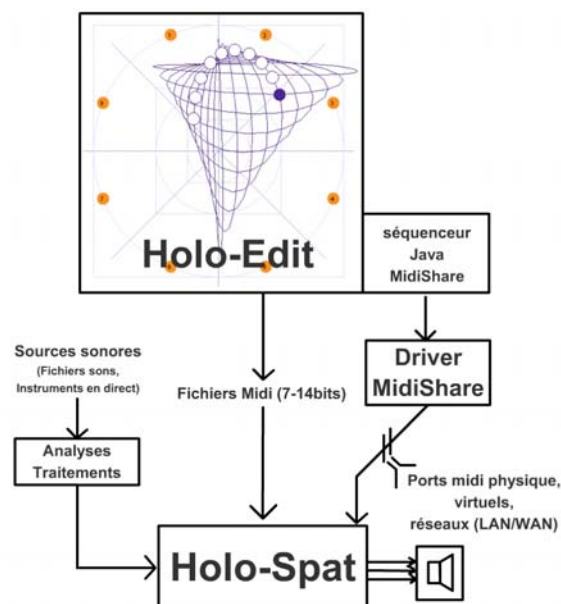 Holo-Edit
séquenceur
Java
MidiShare
Sources sonores
(Fichiers sons,
Instruments en direct)
Fichiers Midi (7-14bits)
Driver
MidiShare
Analyses
Traitements
Ports midi physique,
virtuels,
réseaux (LAN/WAN)
Holo-Spat